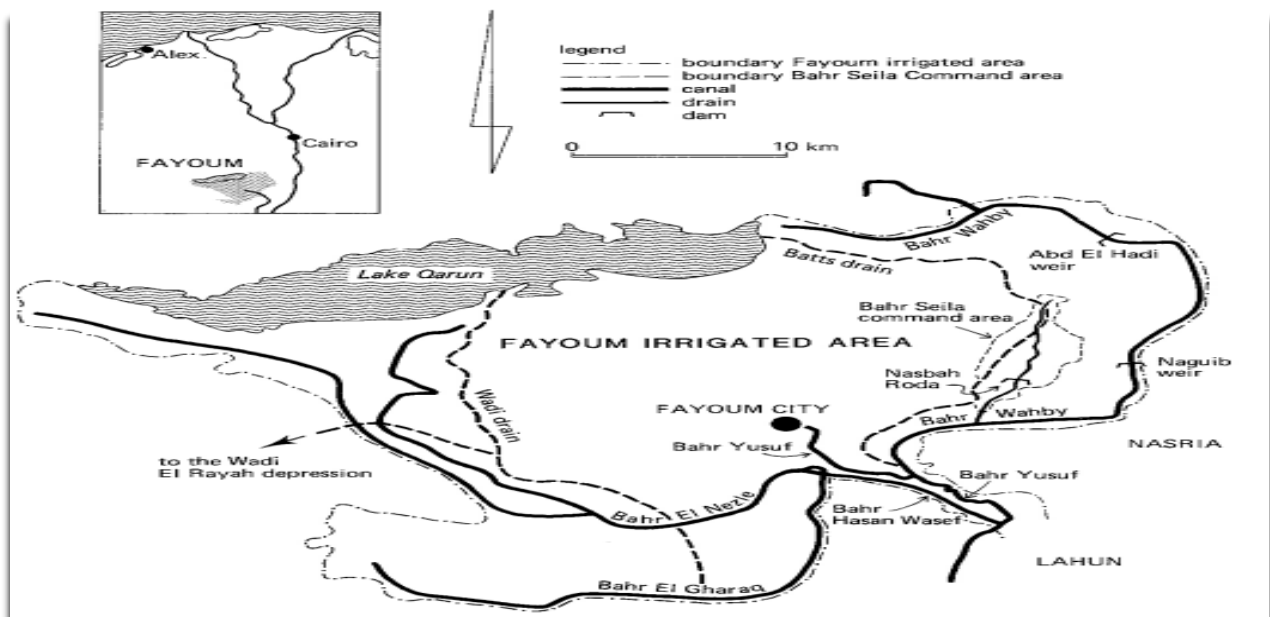 Alex.
Cairo
FAYOUM
legend
boundary Fayoum irrigated area
boundary Bahr Seila Command area
canal
drain
dam
0 10 km
Bahr Wahby
Abd El Hadi
weir
Batts drain
Lake Qarun
Bahr Seila
command area
FAYOUM IRRIGATED AREA
Naguib
weir
Nasbah
Roda
Wadi drain
FAYOUM CITY
Bahr Wahby
Bahr Yusuf
NASRIA
to the Wadi
El Rayah depression
Bahr Yusuf
Bahr El Nezle
Bahr
Hasan Wasef
LAHUN
Bahr El Gharaq